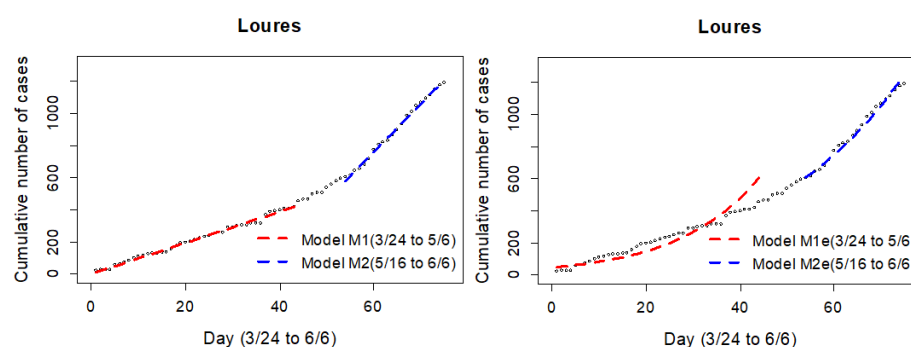 Loures
Cumulative number of cases
1000
600
200
0
Model M1(3/24 to 5/6)
Model M2(5/16 to 6/6)
0 20 40 60
Day (3/24 to 6/6)
Loures
Cumulative number of cases
1000
600
200
0
Model M1e(3/24 to 5/6
Model M2e(5/16 to 6/6
0 20 40 60
Day (3/24 to 6/6)